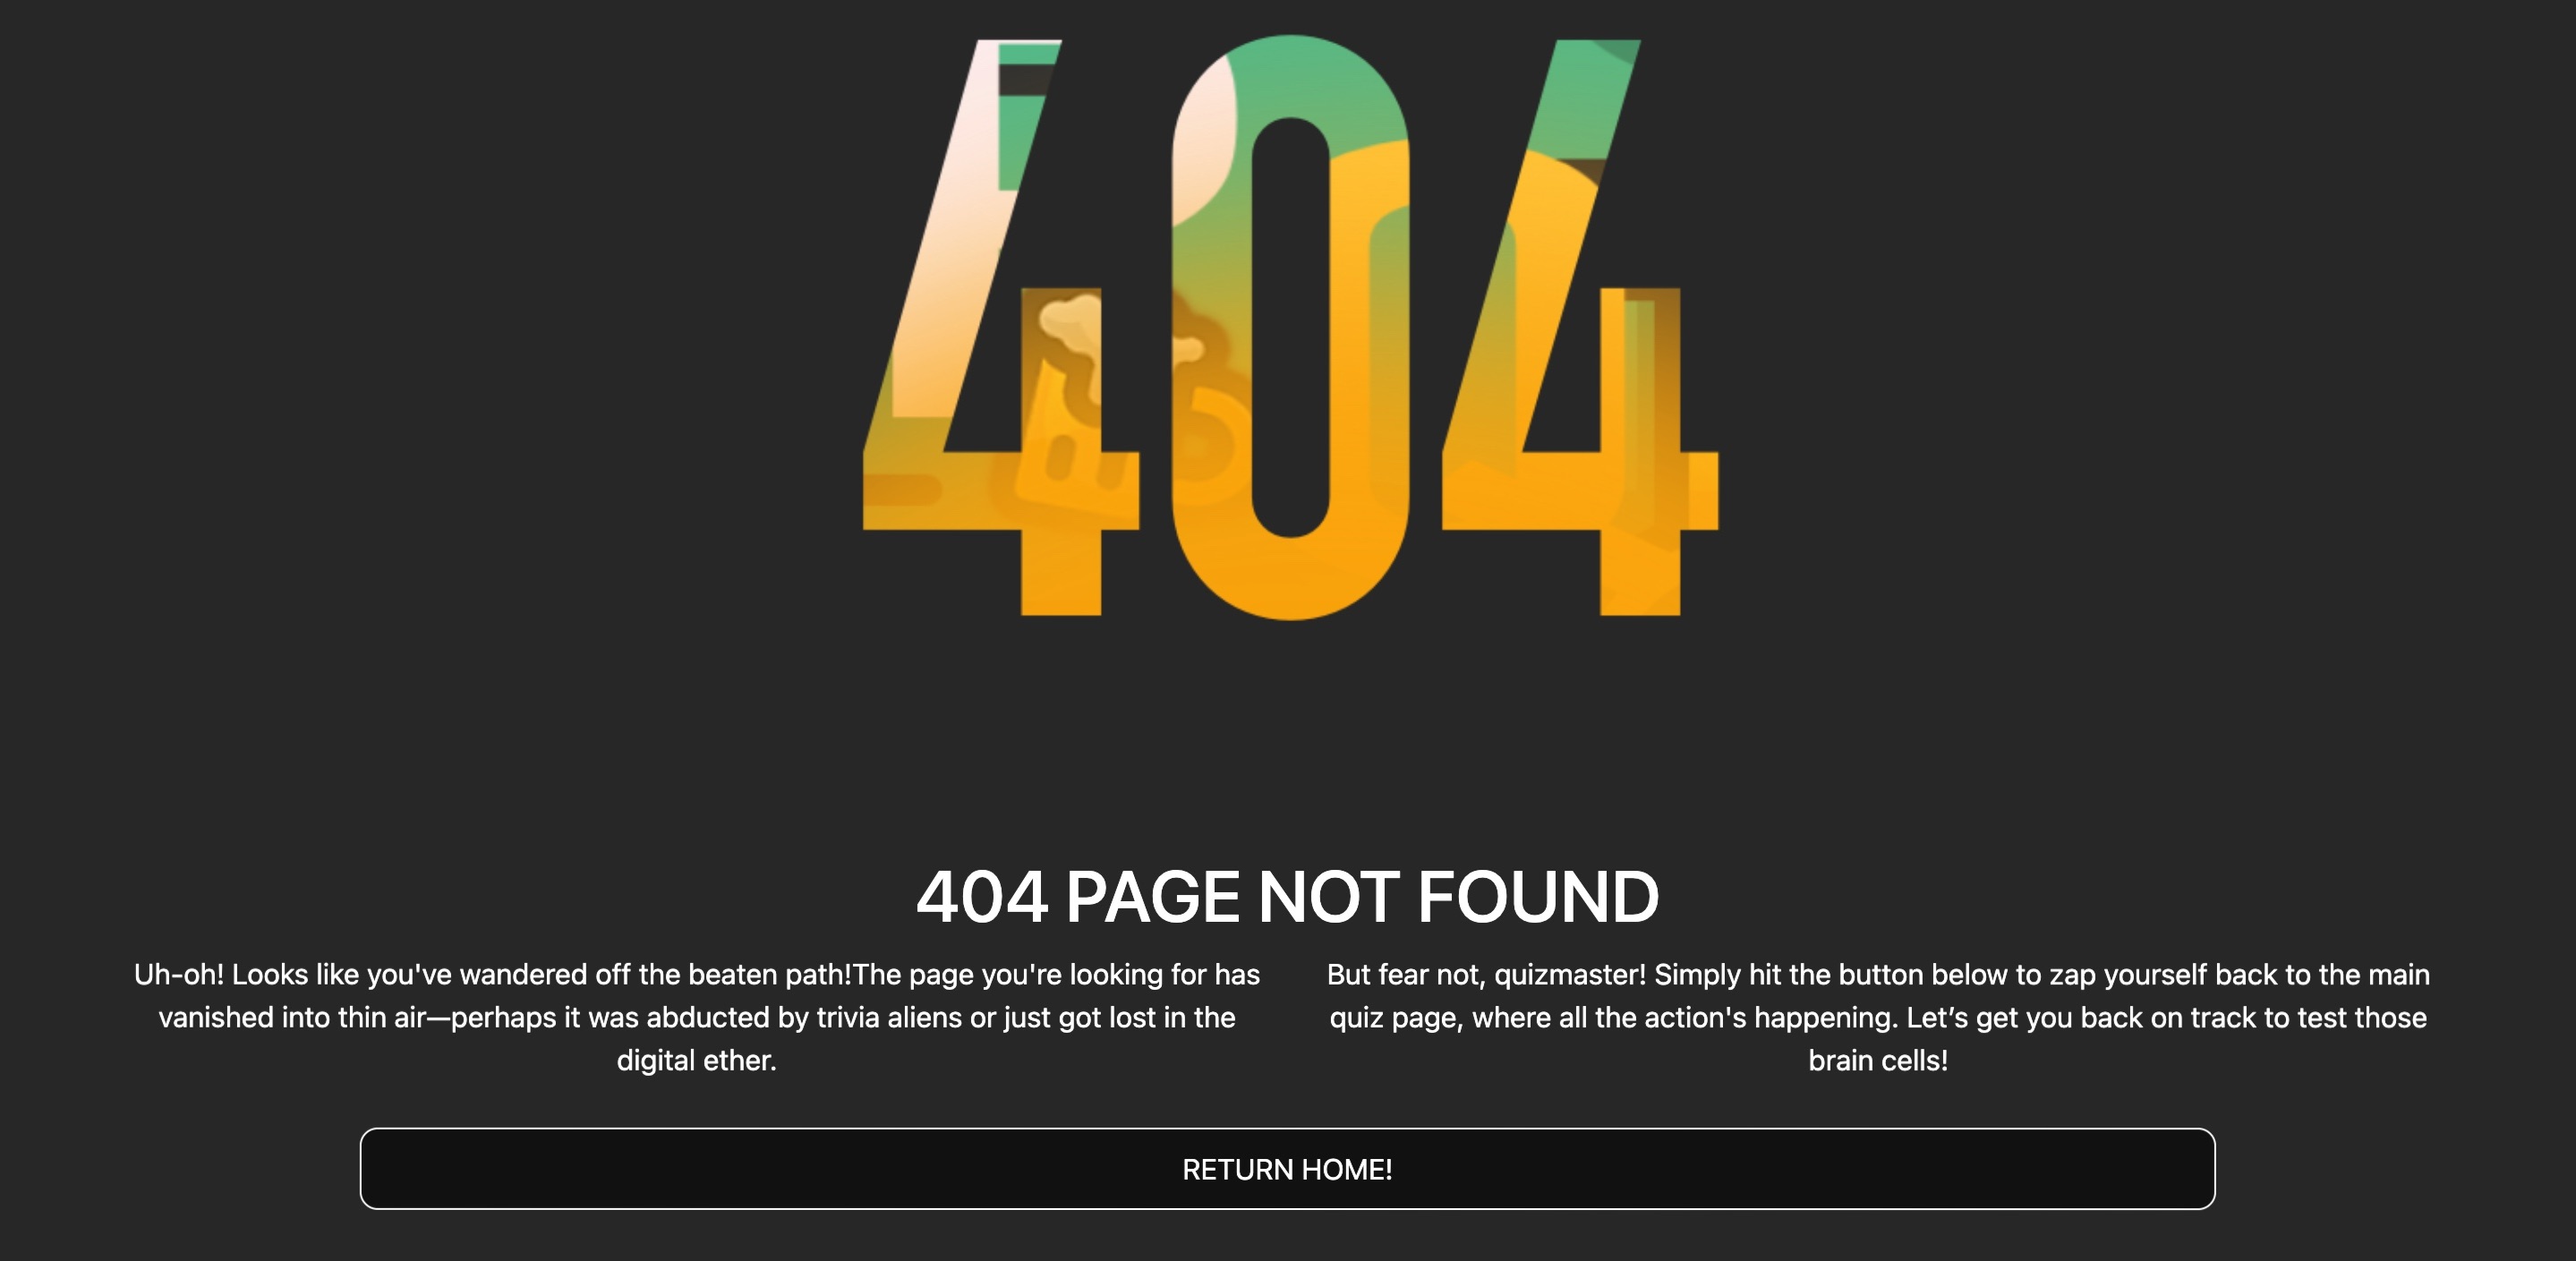 404
404 PAGE NOT FOUND
Uh-oh! Looks like you've wandered off the beaten path!The page you're looking for has
vanished into thin air—perhaps it was abducted by trivia aliens or just got lost in the
digital ether.
But fear not, quizmaster! Simply hit the button below to zap yourself back to the main
quiz page, where all the action's happening. Let’s get you back on track to test those
brain cells!
RETURN HOME!